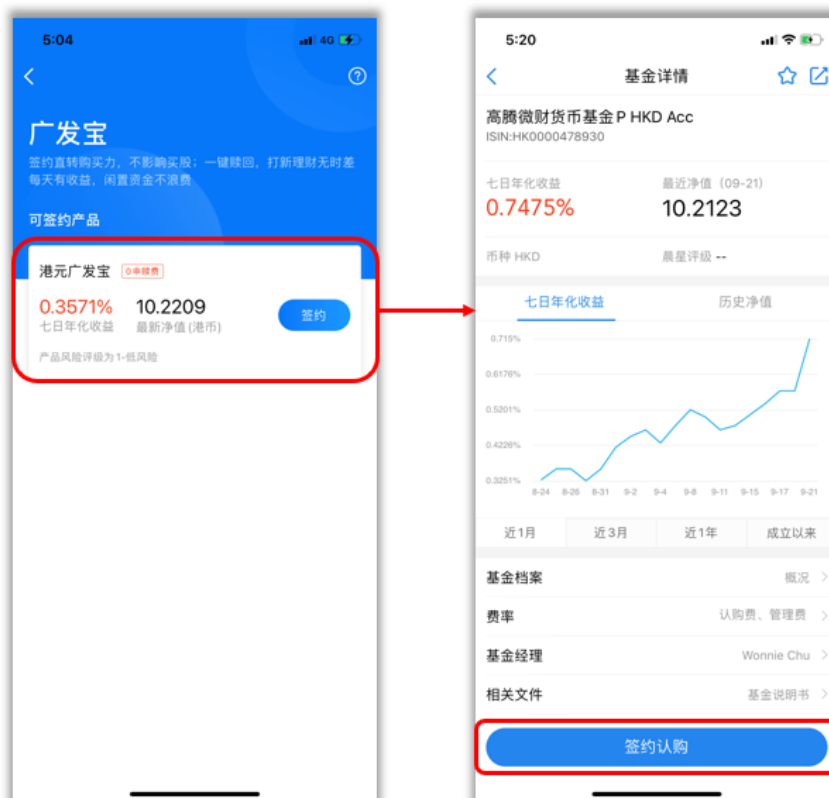 5:04
4G
广发宝
签约直转购买力，不影响买股；一键赎回，打新理财无时差
每天有收益，闲置资金不浪费
可签约产品
港元广发宝 0申赎费
0.3571% 10.2209
七日年化收益 最新净值(港币)
签约
产品风险评级为1-低风险
5:20
基金详情
高腾微财货币基金P HKD Acc
ISIN:HK0000478930
七日年化收益 最近净值（09-21）
0.7475% 10.2123
币种 HKD 晨星评级 --
七日年化收益 历史净值
0.715%
0.6176%
0.5201%
0.4226%
0.3251%
8-24 8-26 8-31 9-2 9-4 9-8 9-11 9-15 9-17 9-21
近1月 近3月 近1年 成立以来
基金档案 概况
费率 认购费、管理费
基金经理 Wonnie Chu
相关文件 基金说明书
签约认购